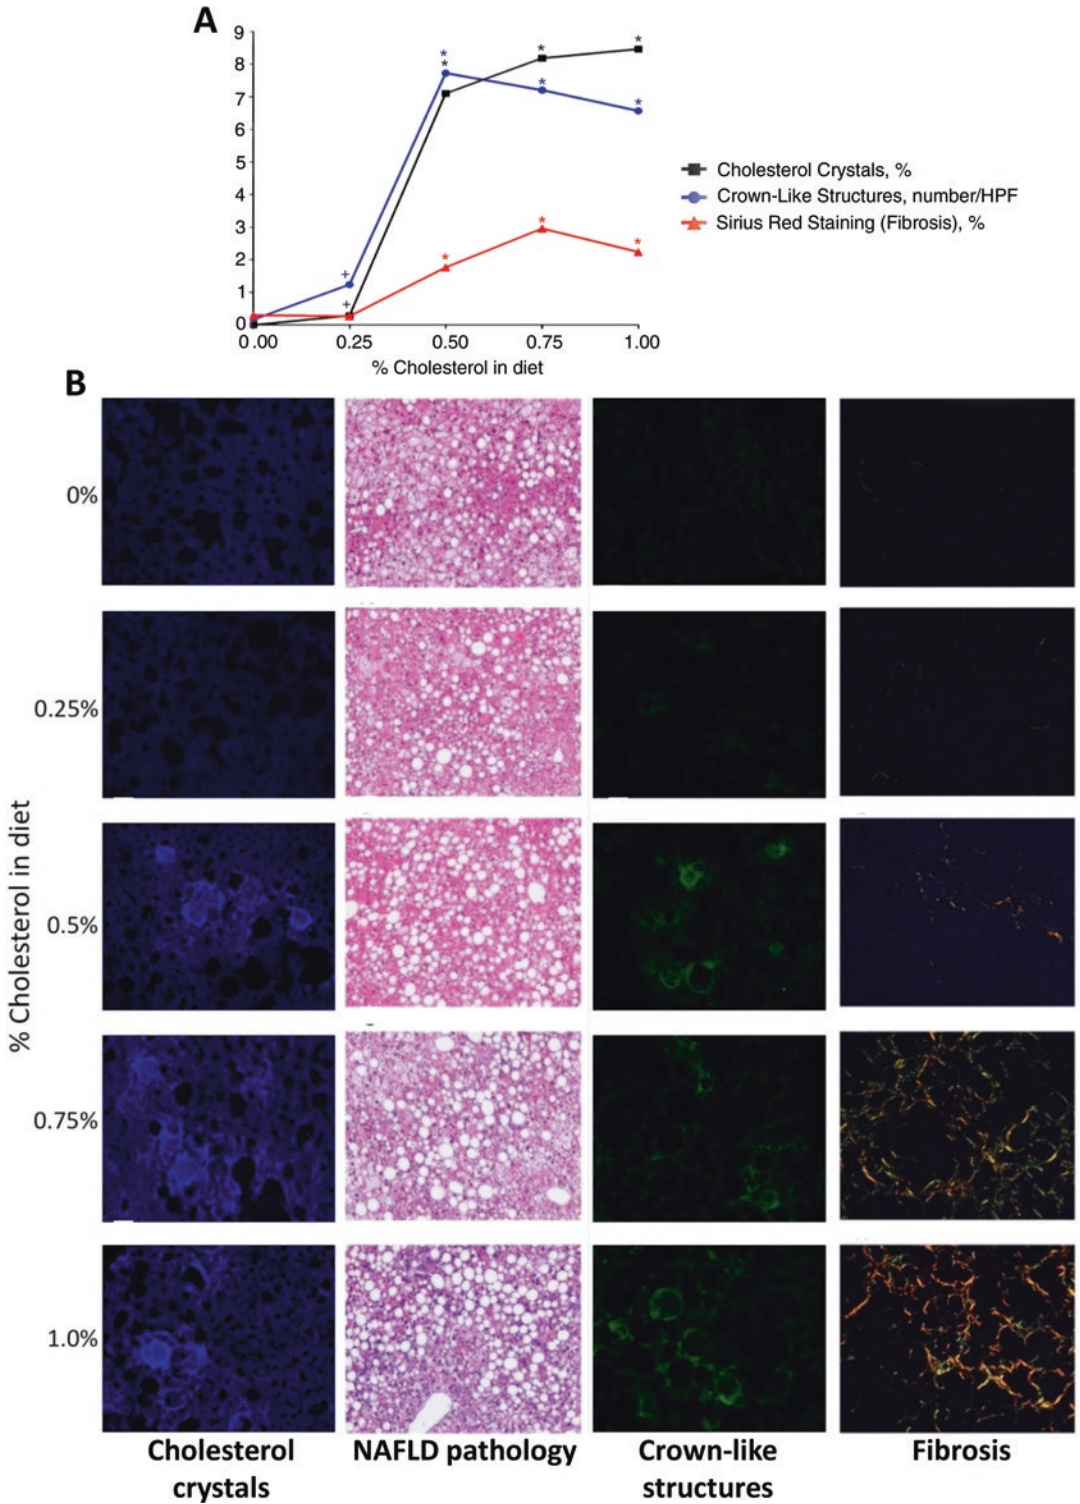 A
9
8
7
6
5
4
3
2
1
0
* * * *
* *
+ +
* * *
0.00 0.25 0.50 0.75 1.00
% Cholesterol in diet
Cholesterol Crystals, %
Crown-Like Structures, number/HPF
Sirius Red Staining (Fibrosis), %
B
% Cholesterol in diet
0%
0.25%
0.5%
0.75%
1.0%
Cholesterol crystals
NAFLD pathology
Crown-like structures
Fibrosis